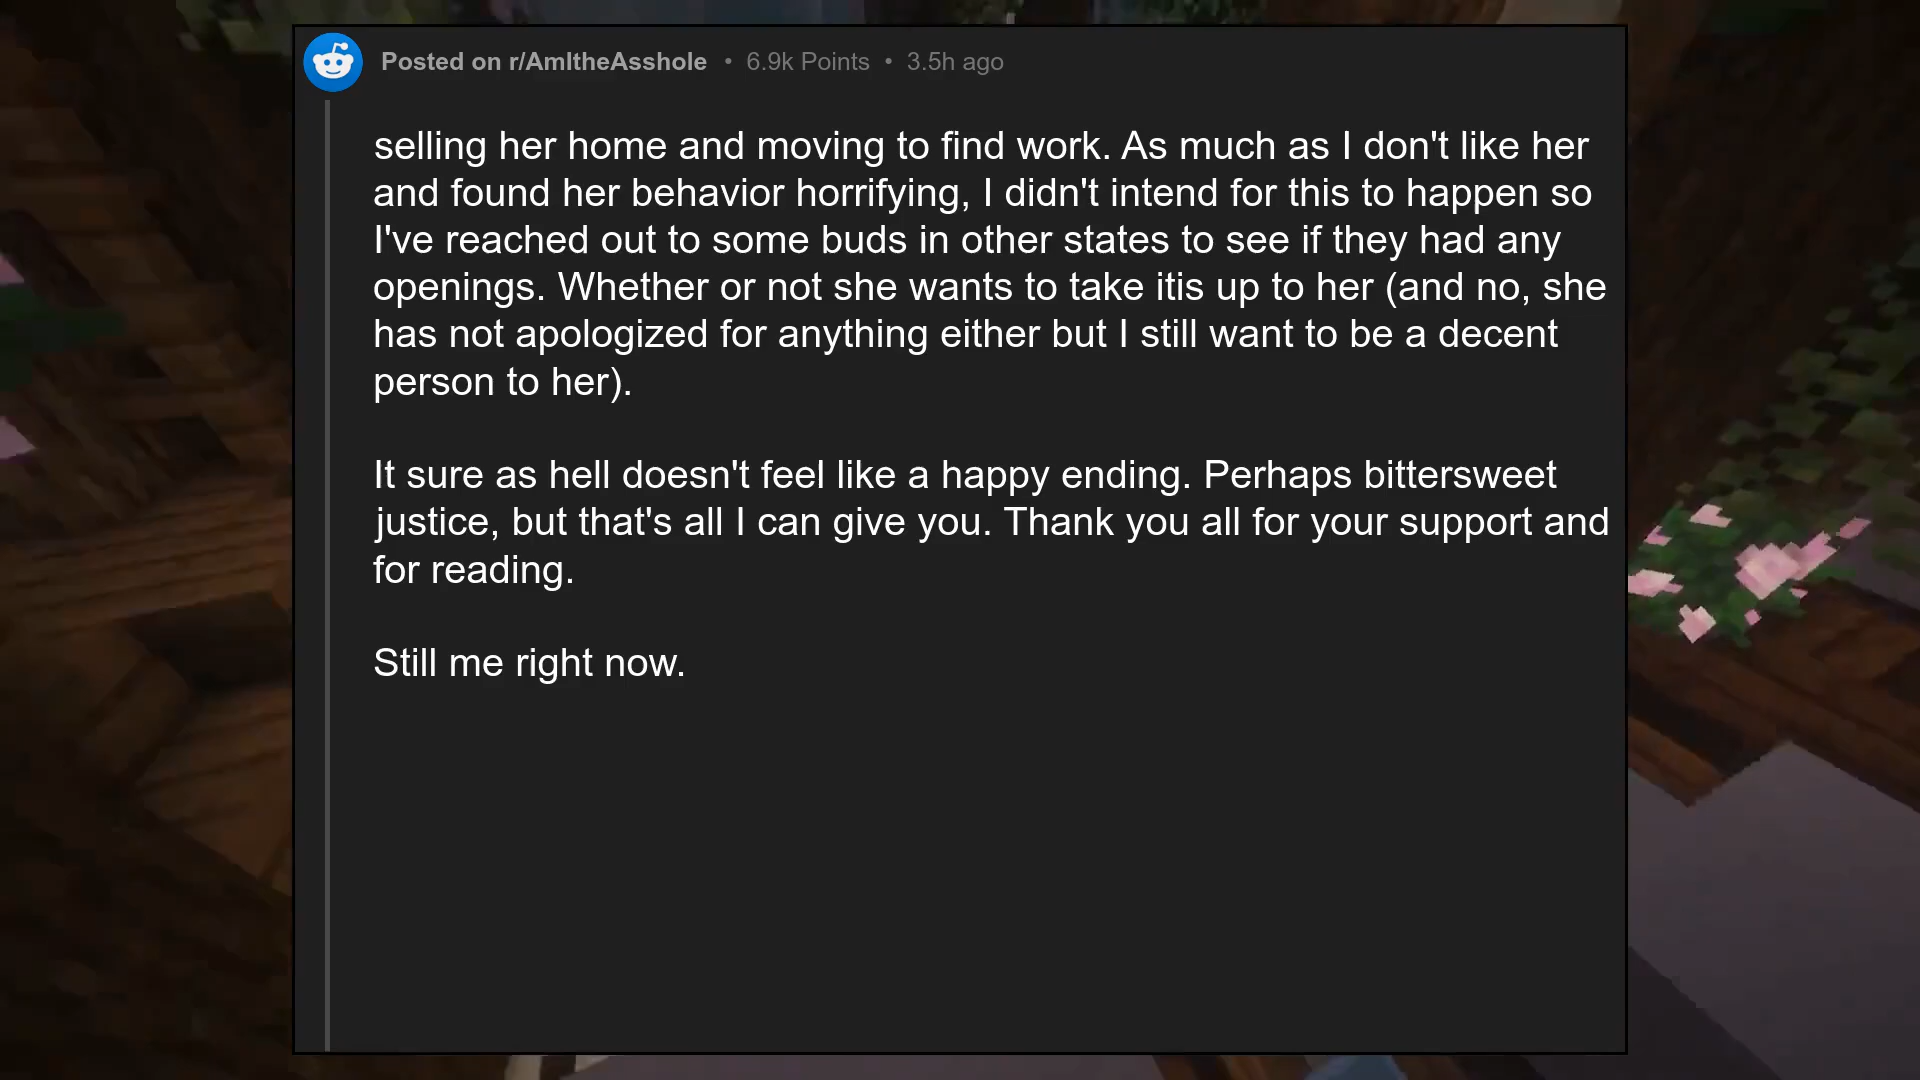 Posted on r/AmItheAsshole • 6.9k Points • 3.5h ago
selling her home and moving to find work. As much as I don't like her
and found her behavior horrifying, I didn't intend for this to happen so
I've reached out to some buds in other states to see if they had any
openings. Whether or not she wants to take itis up to her (and no, she
has not apologized for anything either but I still want to be a decent
person to her).
It sure as hell doesn't feel like a happy ending. Perhaps bittersweet
justice, but that's all I can give you. Thank you all for your support and
for reading.
Still me right now.